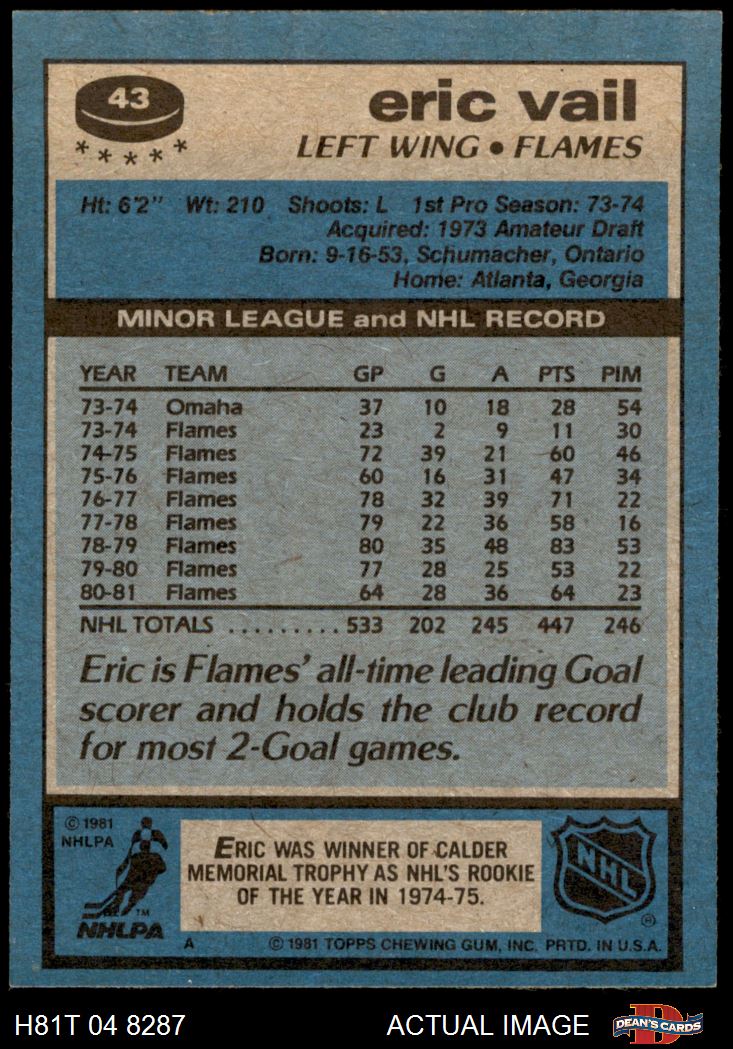 43
eric vail
LEFT WING • FLAMES
Ht: 6'2" Wt: 210 Shoots: L 1st Pro Season: 73-74
Acquired: 1973 Amateur Draft
Born: 9-16-53, Schumacher, Ontario
Home: Atlanta, Georgia
MINOR LEAGUE and NHL RECORD
YEAR TEAM GP G A PTS PIM
73-74 Omaha 37 10 18 28 54
73-74 Flames 23 2 9 11 30
74-75 Flames 72 39 21 60 46
75-76 Flames 60 16 31 47 34
76-77 Flames 78 32 39 71 22
77-78 Flames 79 22 36 58 16
78-79 Flames 80 35 48 83 53
79-80 Flames 77 28 25 53 22
80-81 Flames 64 28 36 64 23
NHL TOTALS .......... 533 202 245 447 246
Eric is Flames' all-time leading Goal
scorer and holds the club record
for most 2-Goal games.
© 1981
NHLPA
ERIC WAS WINNER OF CALDER
MEMORIAL TROPHY AS NHL'S ROOKIE
OF THE YEAR IN 1974-75.
NHL
®
TM
NHLPA
A © 1981 TOPPS CHEWING GUM, INC. PRTD. IN U.S.A.
H81T 04 8287 ACTUAL IMAGE
D
DEAN'S CARDS